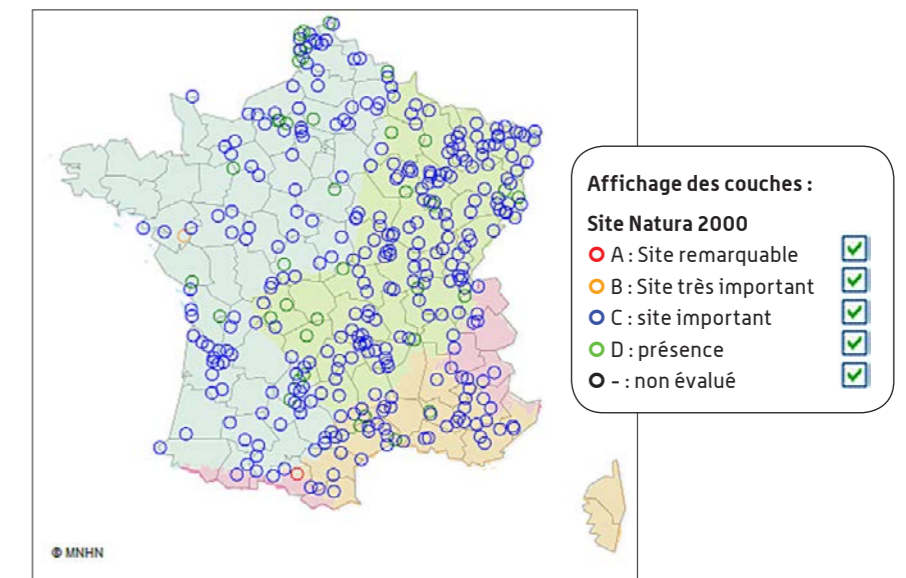 Affichage des couches :
Site Natura 2000
A : Site remarquable
B : Site très important
C : site important
D : présence
- : non évalué
© MNHN